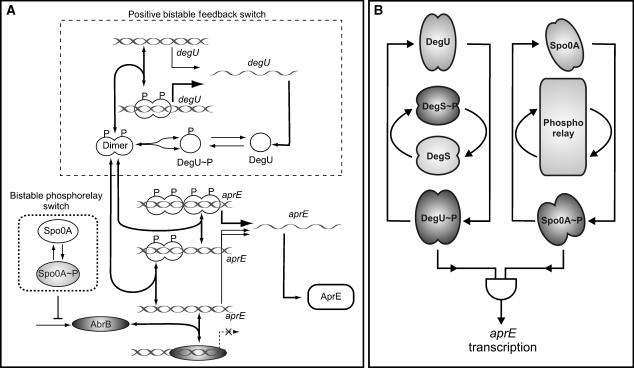 A
Positive bistable feedback switch
degU
degU
P P
degU
P P
P
Dimer
DegU~P
DegU
Bistable phosphorelay
switch
Spo0A
Spo0A~P
AbrB
P P P P
aprE
aprE
P P
aprE
aprE
AprE
B
DegU
Spo0A
DegS~P
DegS
Phospho
relay
DegU~P
Spo0A~P
aprE
transcription